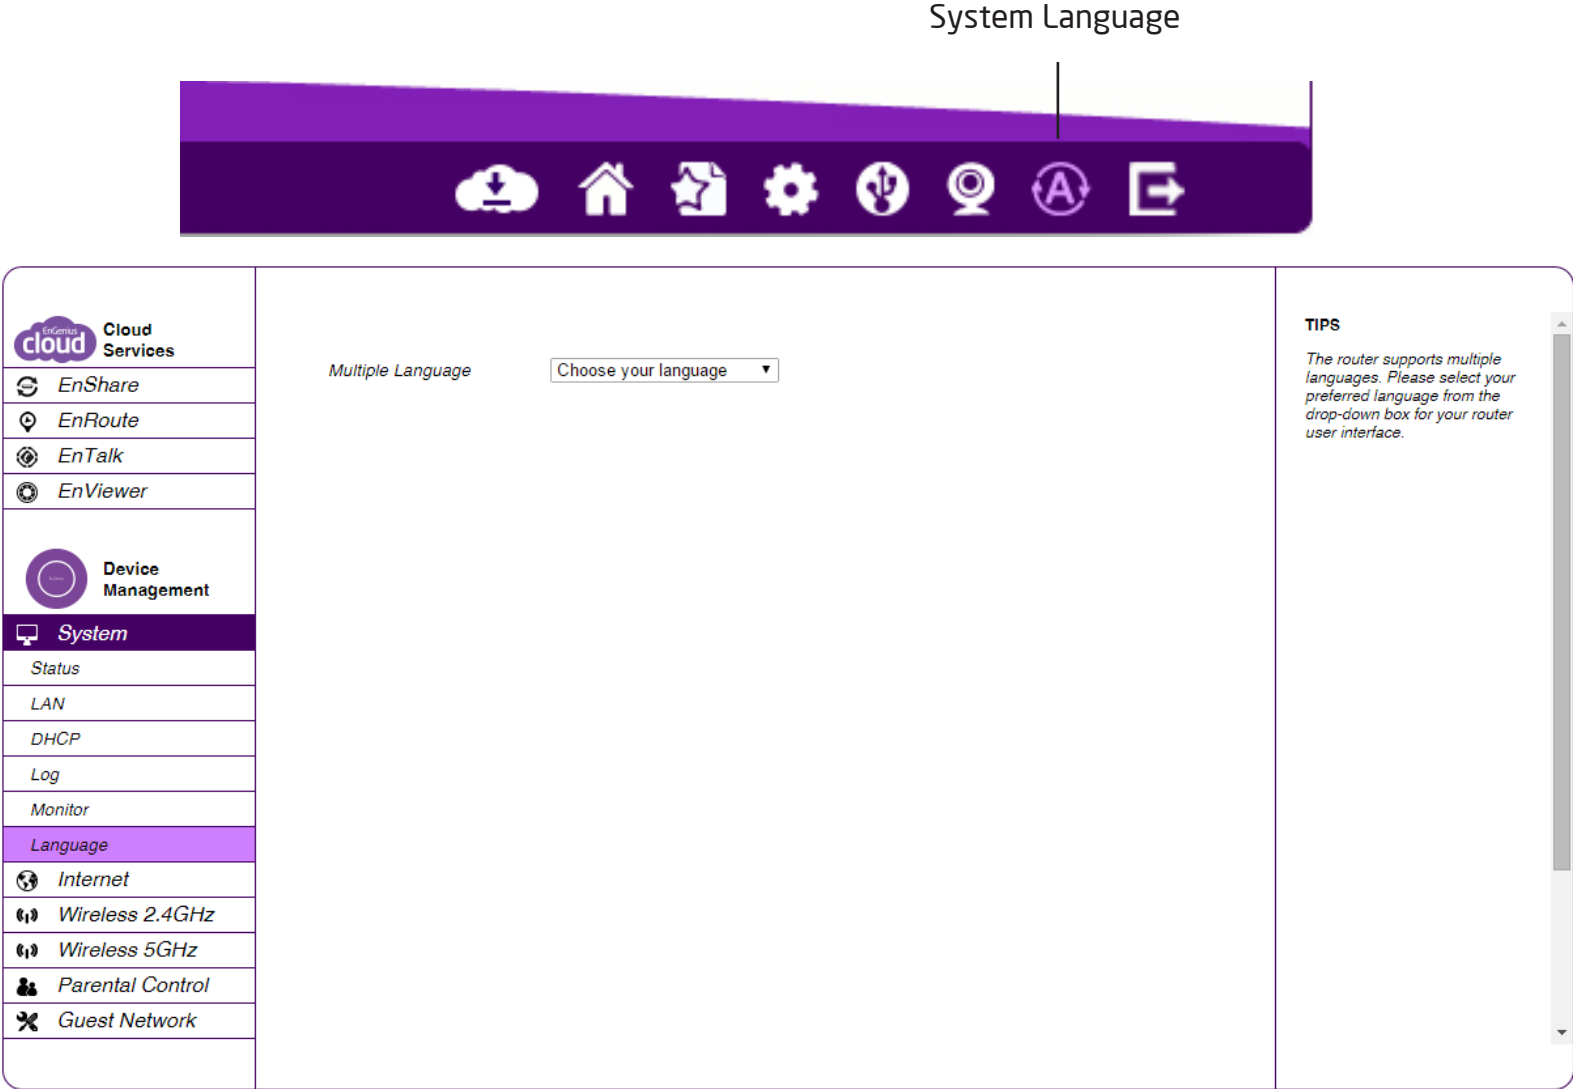 System Language
A
EnGenius
cloud
Cloud
Services
EnShare
EnRoute
EnTalk
EnViewer
Device
Management
System
Status
LAN
DHCP
Log
Monitor
Language
Internet
Wireless 2.4GHz
Wireless 5GHz
Parental Control
Guest Network
Multiple Language
Choose your language
TIPS
The router supports multiple
languages. Please select your
preferred language from the
drop-down box for your router
user interface.